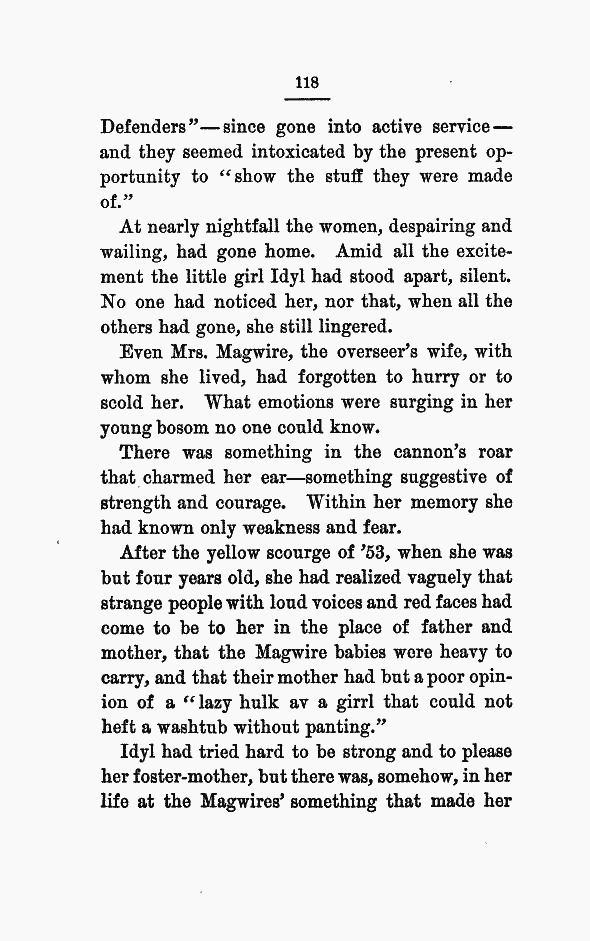 118
Defenders”—since gone into active service—
and they seemed intoxicated by the present op-
portunity to “show the stuff they were made
of.”
At nearly nightfall the women, despairing and
wailing, had gone home. Amid all the excite-
ment the little girl Idyl had stood apart, silent.
No one had noticed her, nor that, when all the
others had gone, she still lingered.
Even Mrs. Magwire, the overseer’s wife, with
whom she lived, had forgotten to hurry or to
scold her. What emotions were surging in her
young bosom no one could know.
There was something in the cannon’s roar
that charmed her ear—something suggestive of
strength and courage. Within her memory she
had known only weakness and fear.
After the yellow scourge of ’53, when she was
but four years old, she had realized vaguely that
strange people with loud voices and red faces had
come to be to her in the place of father and
mother, that the Magwire babies were heavy to
carry, and that their mother had but a poor opin-
ion of a “lazy hulk av a girrl that could not
heft a washtub without panting.”
Idyl had tried hard to be strong and to please
her foster-mother, but there was, somehow, in her
life at the Magwires’ something that made her